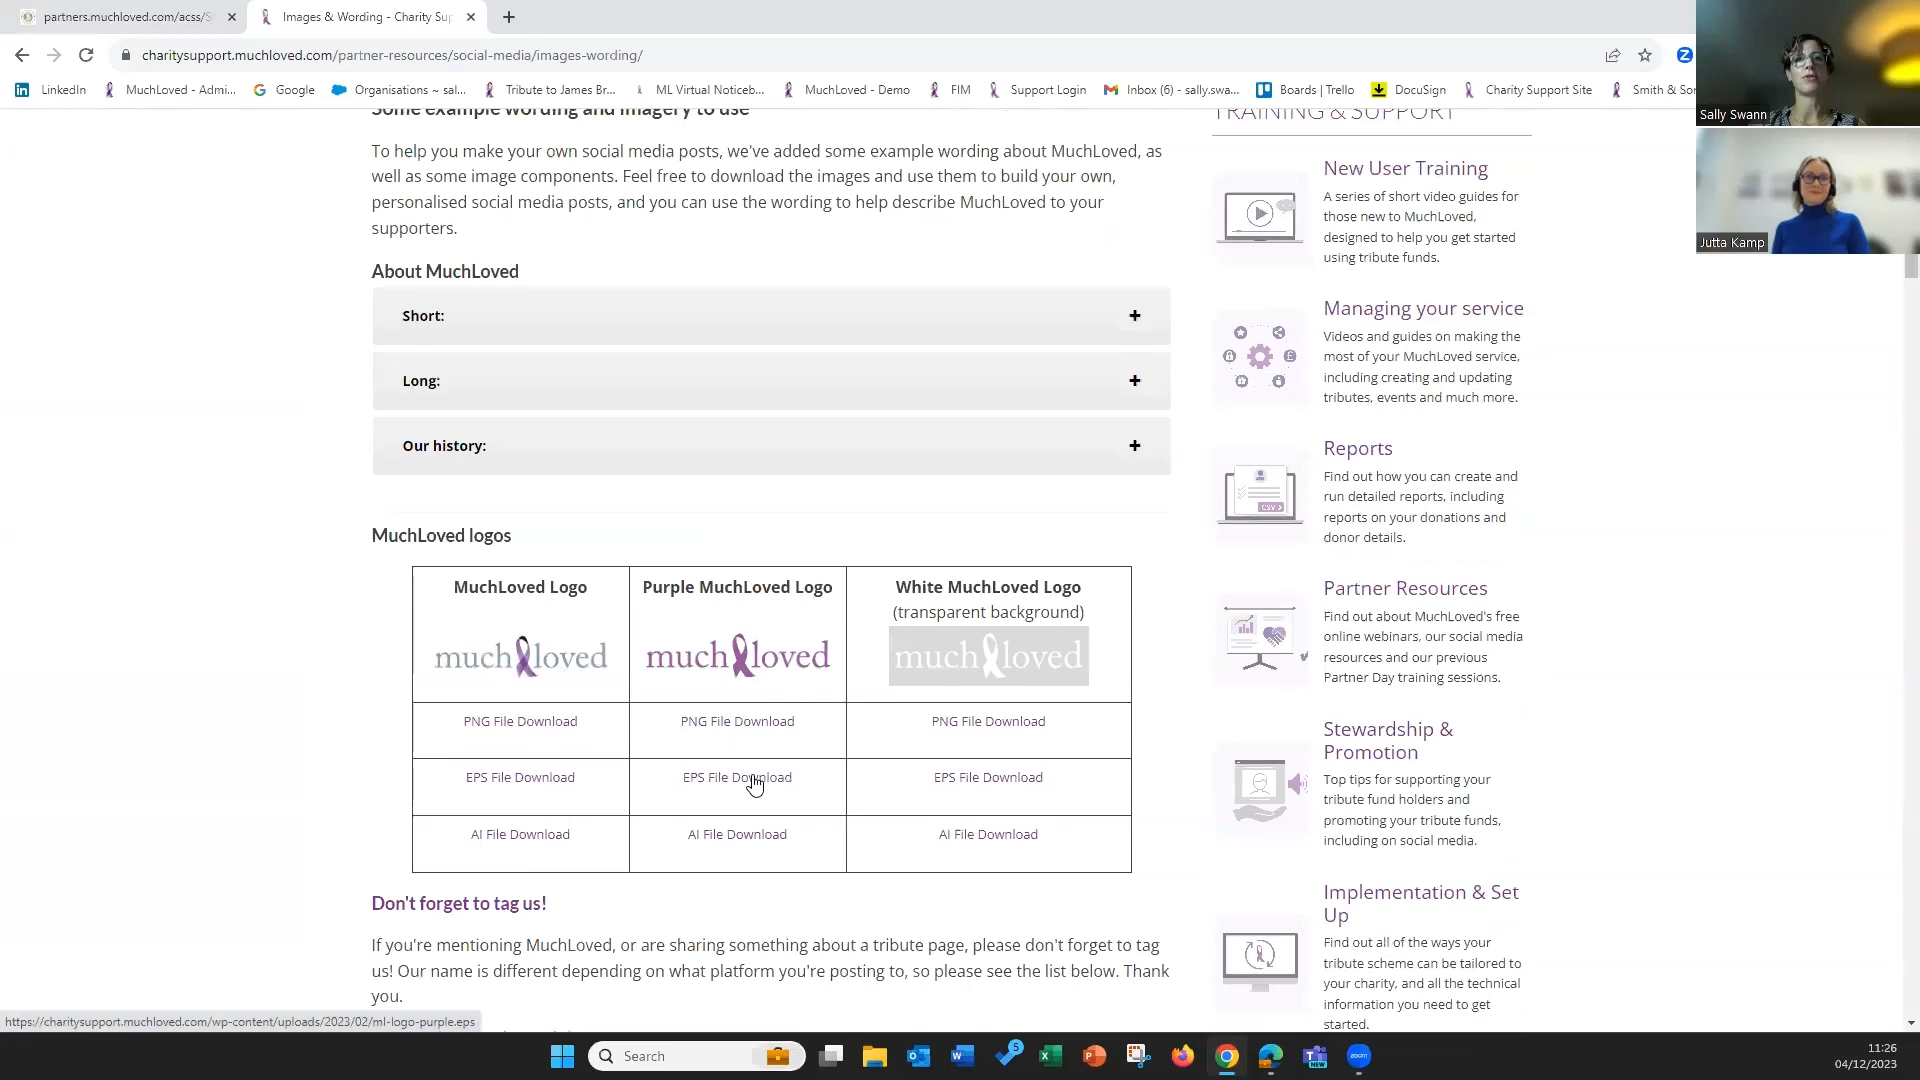 partners.muchloved.com/acss/S
Images & Wording - Charity Sup
charitysupport.muchloved.com/partner-resources/social-media/images-wording/
LinkedIn
MuchLoved - Admi...
Google
Organisations ~ sal...
Tribute to James Br...
ML Virtual Noticeb...
MuchLoved - Demo
FIM
Support Login
Inbox (6) - sally.swa...
Boards | Trello
DocuSign
Charity Support Site
Smith & Son
Sally Swann
Jutta Kamp
Some example wording and imagery to use
To help you make your own social media posts, we've added some example wording about MuchLoved, as
well as some image components. Feel free to download the images and use them to build your own,
personalised social media posts, and you can use the wording to help describe MuchLoved to your
supporters.
About MuchLoved
Short: +
Long: +
Our history: +
MuchLoved logos
MuchLoved Logo
Purple MuchLoved Logo
White MuchLoved Logo
(transparent background)
much loved
much loved
much loved
PNG File Download
PNG File Download
PNG File Download
EPS File Download
EPS File Download
EPS File Download
AI File Download
AI File Download
AI File Download
Don't forget to tag us!
If you're mentioning MuchLoved, or are sharing something about a tribute page, please don't forget to tag
us! Our name is different depending on what platform you're posting to, so please see the list below. Thank
you.
TRAINING & SUPPORT
New User Training
A series of short video guides for
those new to MuchLoved,
designed to help you get started
using tribute funds.
Managing your service
Videos and guides on making the
most of your MuchLoved service,
including creating and updating
tributes, events and much more.
Reports
Find out how you can create and
run detailed reports, including
reports on your donations and
donor details.
CSV
Partner Resources
Find out about MuchLoved's free
online webinars, our social media
resources and our previous
Partner Day training sessions.
Stewardship &
Promotion
Top tips for supporting your
tribute fund holders and
promoting your tribute funds,
including on social media.
Implementation & Set
Up
Find out all of the ways your
tribute scheme can be tailored to
your charity, and all the technical
information you need to get
started.
https://charitysupport.muchloved.com/wp-content/uploads/2023/02/ml-logo-purple.eps
Search
5
NEW
zoom
11:26
04/12/2023